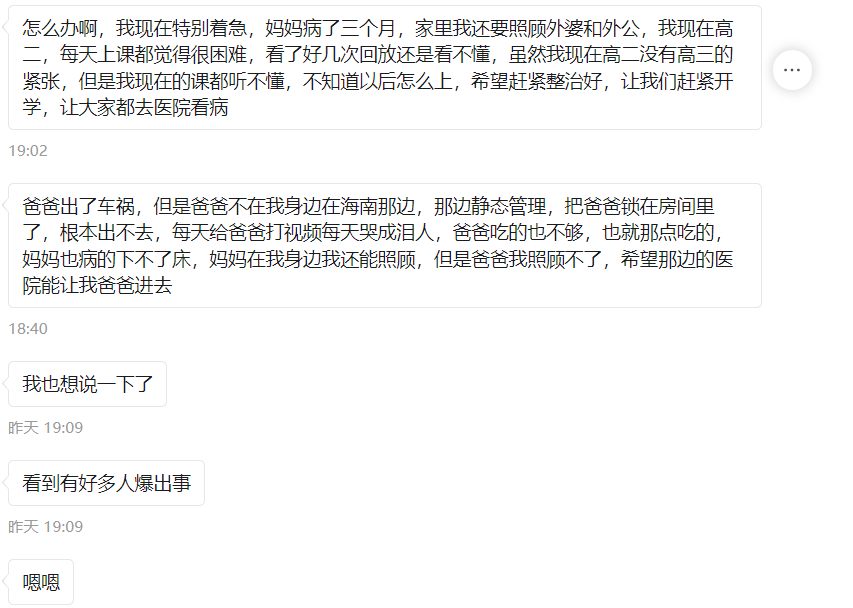 怎么办啊，我现在特别着急，妈妈病了三个月，家里我还要照顾外婆和外公，我现在高
二，每天上课都觉得很困难，看了好几次回放还是看不懂，虽然我现在高二没有高三的
紧张，但是我现在的课都听不懂，不知道以后怎么上，希望赶紧整治好，让我们赶紧开
学，让大家都去医院看病
19:02
爸爸出了车祸，但是爸爸不在我身边在海南那边，那边静态管理，把爸爸锁在房间里
了，根本出不去，每天给爸爸打视频每天哭成泪人，爸爸吃的也不够，也就那点吃的，
妈妈也病的下不了床，妈妈在我身边我还能照顾，但是爸爸我照顾不了，希望那边的医
院能让我爸爸进去
18:40
我也想说一下了
昨天 19:09
看到有好多人爆出事
昨天 19:09
嗯嗯